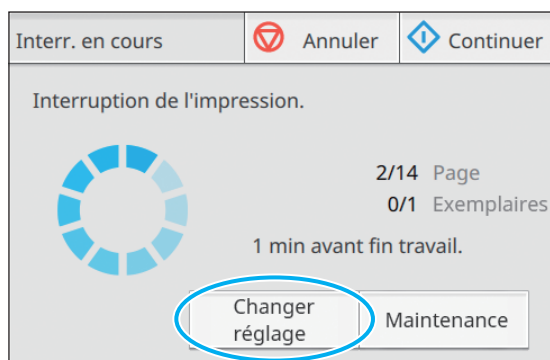 Interr. en cours
Annuler
Continuer
Interruption de l'impression.
2/14 Page
0/1 Exemplaires
1 min avant fin travail.
Changer
réglage
Maintenance